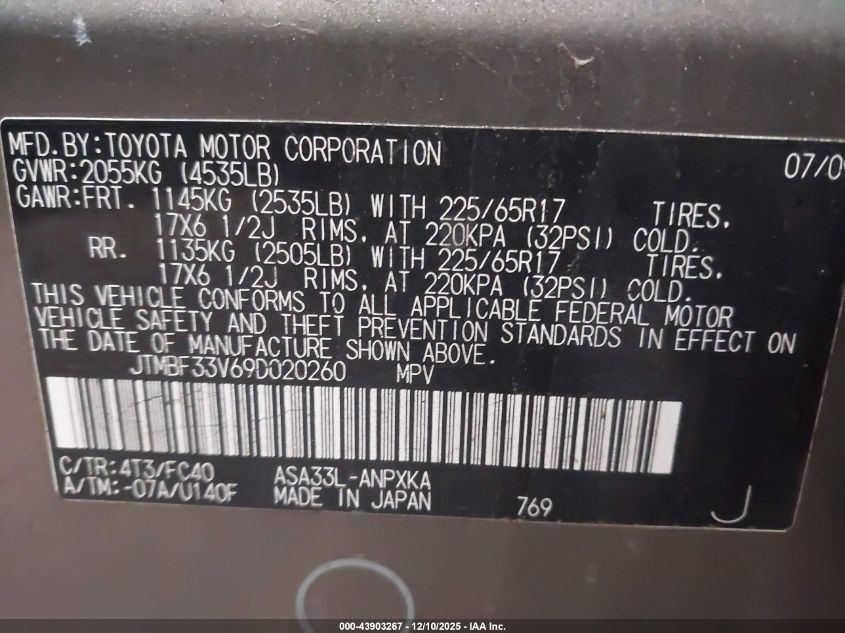 MFD. BY: TOYOTA MOTOR CORPORATION 07/09
GVWR: 2055KG (4535LB)
GAWR: FRT. 1145KG (2535LB) WITH 225/65R17 TIRES,
17X6 1/2J RIMS, AT 220KPA (32PSI) COLD.
RR. 1135KG (2505LB) WITH 225/65R17 TIRES,
17X6 1/2J RIMS, AT 220KPA (32PSI) COLD.
THIS VEHICLE CONFORMS TO ALL APPLICABLE FEDERAL MOTOR
VEHICLE SAFETY AND THEFT PREVENTION STANDARDS IN EFFECT ON
THE DATE OF MANUFACTURE SHOWN ABOVE.
JTMBF33V69D020260 MPV
C/TR: 4T3/FC40 ASA33L-ANPXKA
A/TM: -07A/U140F MADE IN JAPAN 769 J
000-43903267 - 12/10/2025 - IAA Inc.